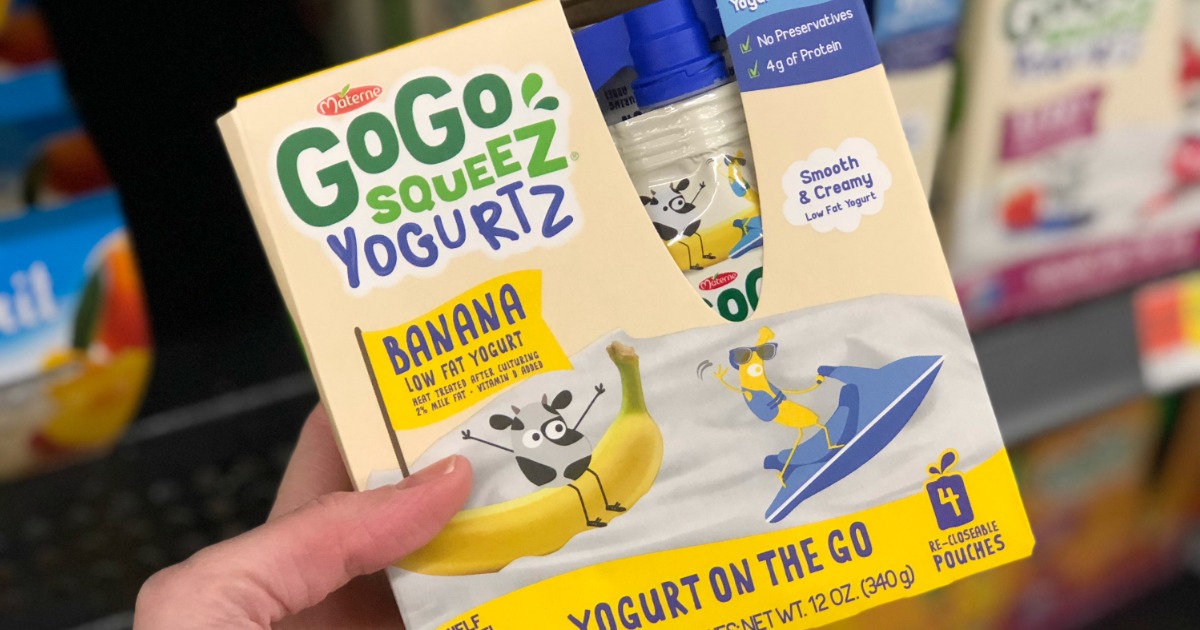 Materne
GOGO
SQUEEZ®
YOGURTZ
BANANA
LOW FAT YOGURT
HEAT TREATED AFTER CULTURING
2% MILK FAT - VITAMIN D ADDED
No Preservatives
4g of Protein
Smooth
& Creamy
Low Fat Yogurt
Materne
GO
YOGURT ON THE GO
NET WT. 12 OZ. (340 g)
4
RE-CLOSEABLE
POUCHES